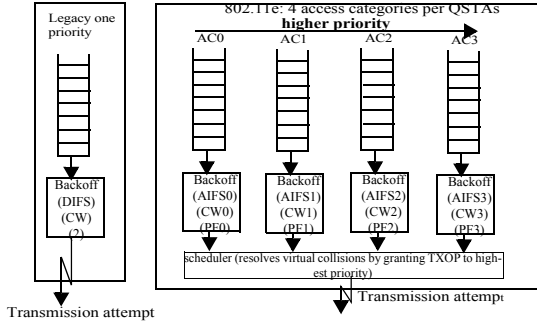 Legacy one
priority
802.11e: 4 access categories per QSTAs
higher priority
AC0 AC1 AC2 AC3
Backoff
(DIFS)
(CW)
(2)
Backoff
(AIFS0)
(CW0)
(PF0)
Backoff
(AIFS1)
(CW1)
(PF1)
Backoff
(AIFS2)
(CW2)
(PF2)
Backoff
(AIFS3)
(CW3)
(PF3)
scheduler (resolves virtual collisions by granting TXOP to high-
est priority)
Transmission attempt
Transmission attempt